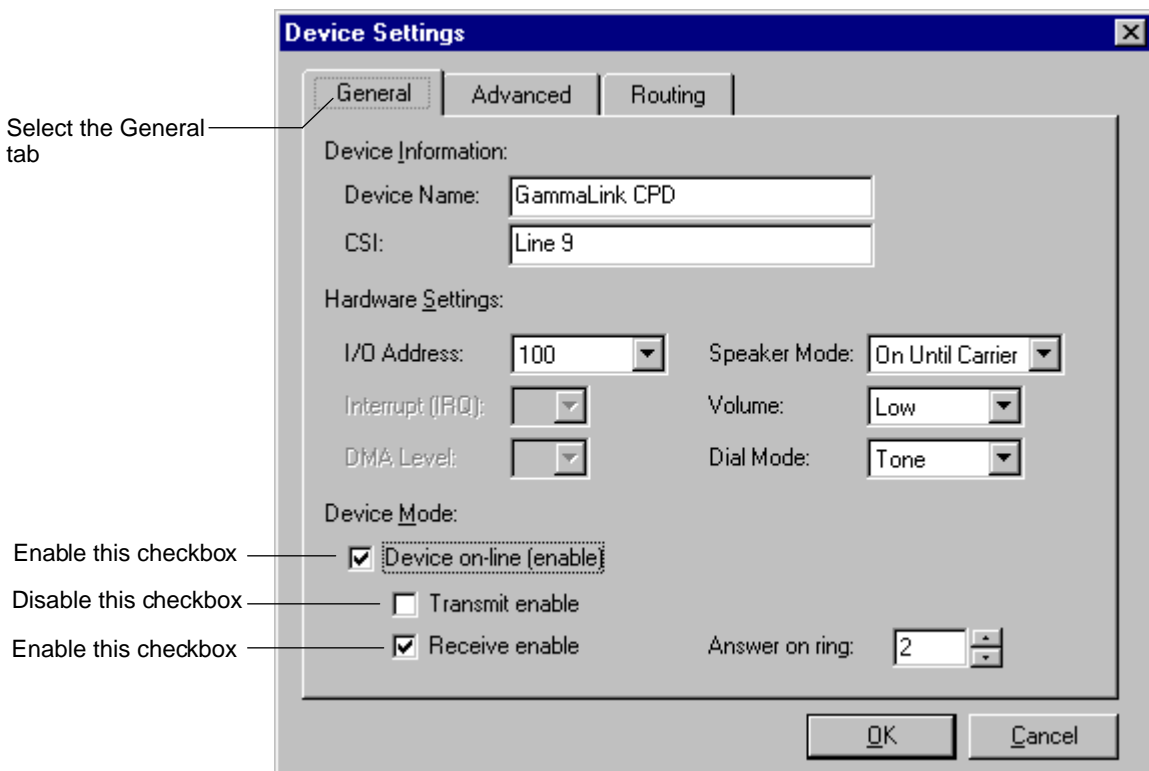 Device Settings
General Advanced Routing
Select the General
tab
Device Information:
Device Name: GammaLink CPD
CSI: Line 9
Hardware Settings:
I/O Address: 100 Speaker Mode: On Until Carrier
Interrupt (IRQ): Volume: Low
DMA Level: Dial Mode: Tone
Device Mode:
Enable this checkbox Device on-line (enable)
Disable this checkbox Transmit enable
Enable this checkbox Receive enable Answer on ring: 2
OK Cancel